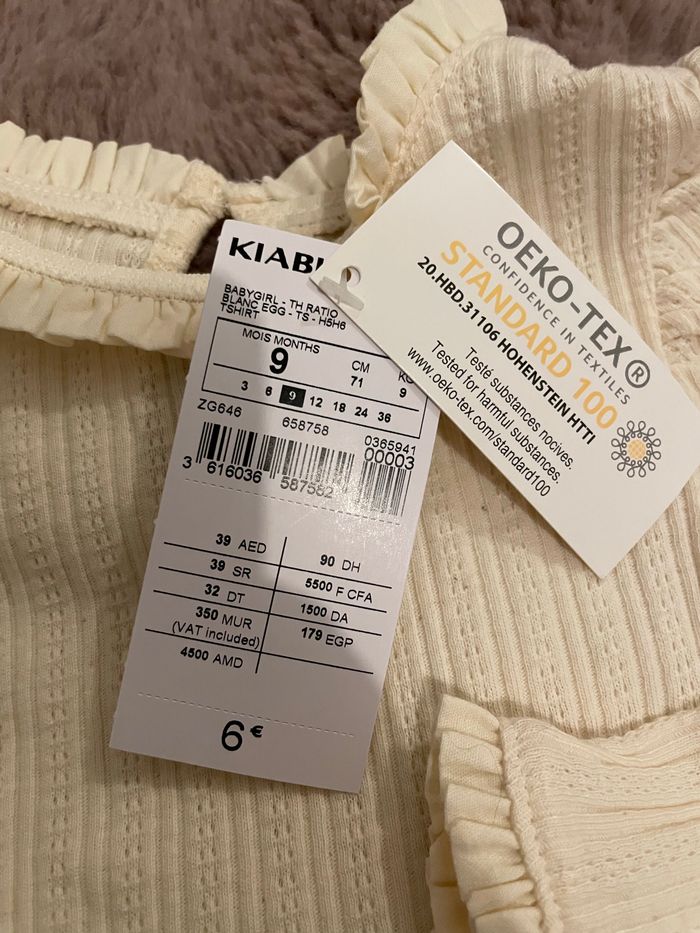 KIABI
BABYGIRL - TH RATIO
BLANC EGG - TS - H5H6
TSHIRT
MOIS MONTHS
9
CM
71
KG
9
3 6 9 12 18 24 36
ZG646
658758
0365941
00003
3 616036 587582
39 AED
90 DH
39 SR
5500 F CFA
32 DT
1500 DA
350 MUR
(VAT included)
179 EGP
4500 AMD
6€
OEKO-TEX®
CONFIDENCE IN TEXTILES
STANDARD 100
20.HBD.31106 HOHENSTEIN HTTI
Testé substances nocives.
Tested for harmful substances.
www.oeko-tex.com/standard100